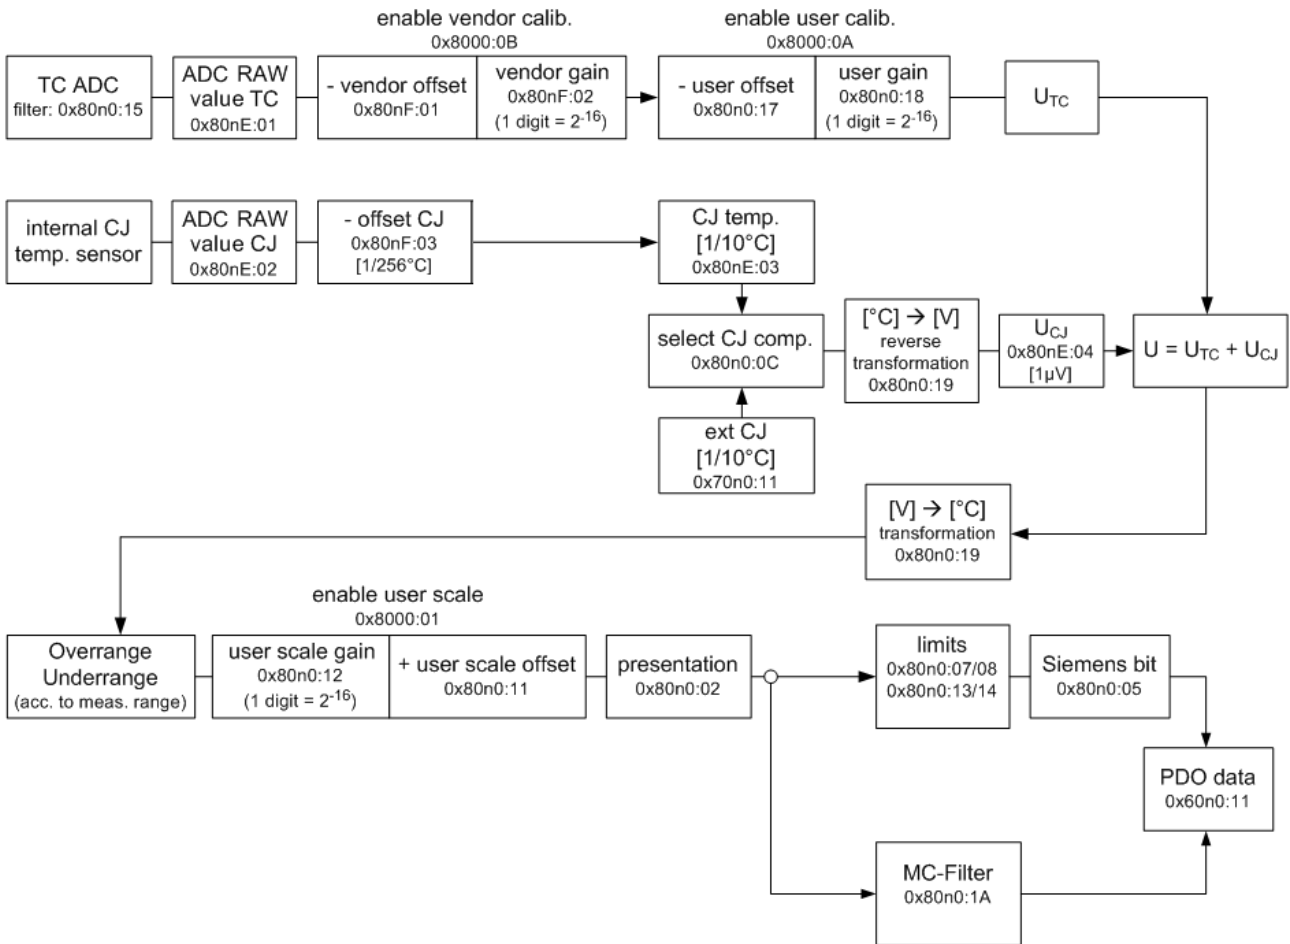 enable vendor calib.
0x8000:0B
enable user calib.
0x8000:0A
TC ADC
filter: 0x80n0:15
ADC RAW
value TC
0x80nE:01
- vendor offset
0x80nF:01
vendor gain
0x80nF:02
(1 digit = 2⁻¹⁶)
- user offset
0x80n0:17
user gain
0x80n0:18
(1 digit = 2⁻¹⁶)
U_TC
internal CJ
temp. sensor
ADC RAW
value CJ
0x80nE:02
- offset CJ
0x80nF:03
[1/256°C]
CJ temp.
[1/10°C]
0x80nE:03
select CJ comp.
0x80n0:0C
[°C] → [V]
reverse
transformation
0x80n0:19
U_CJ
0x80nE:04
[1µV]
U = U_TC + U_CJ
ext CJ
[1/10°C]
0x70n0:11
[V] → [°C]
transformation
0x80n0:19
enable user scale
0x8000:01
Overrange
Underrange
(acc. to meas. range)
user scale gain
0x80n0:12
(1 digit = 2⁻¹⁶)
+ user scale offset
0x80n0:11
presentation
0x80n0:02
limits
0x80n0:07/08
0x80n0:13/14
Siemens bit
0x80n0:05
PDO data
0x60n0:11
MC-Filter
0x80n0:1A